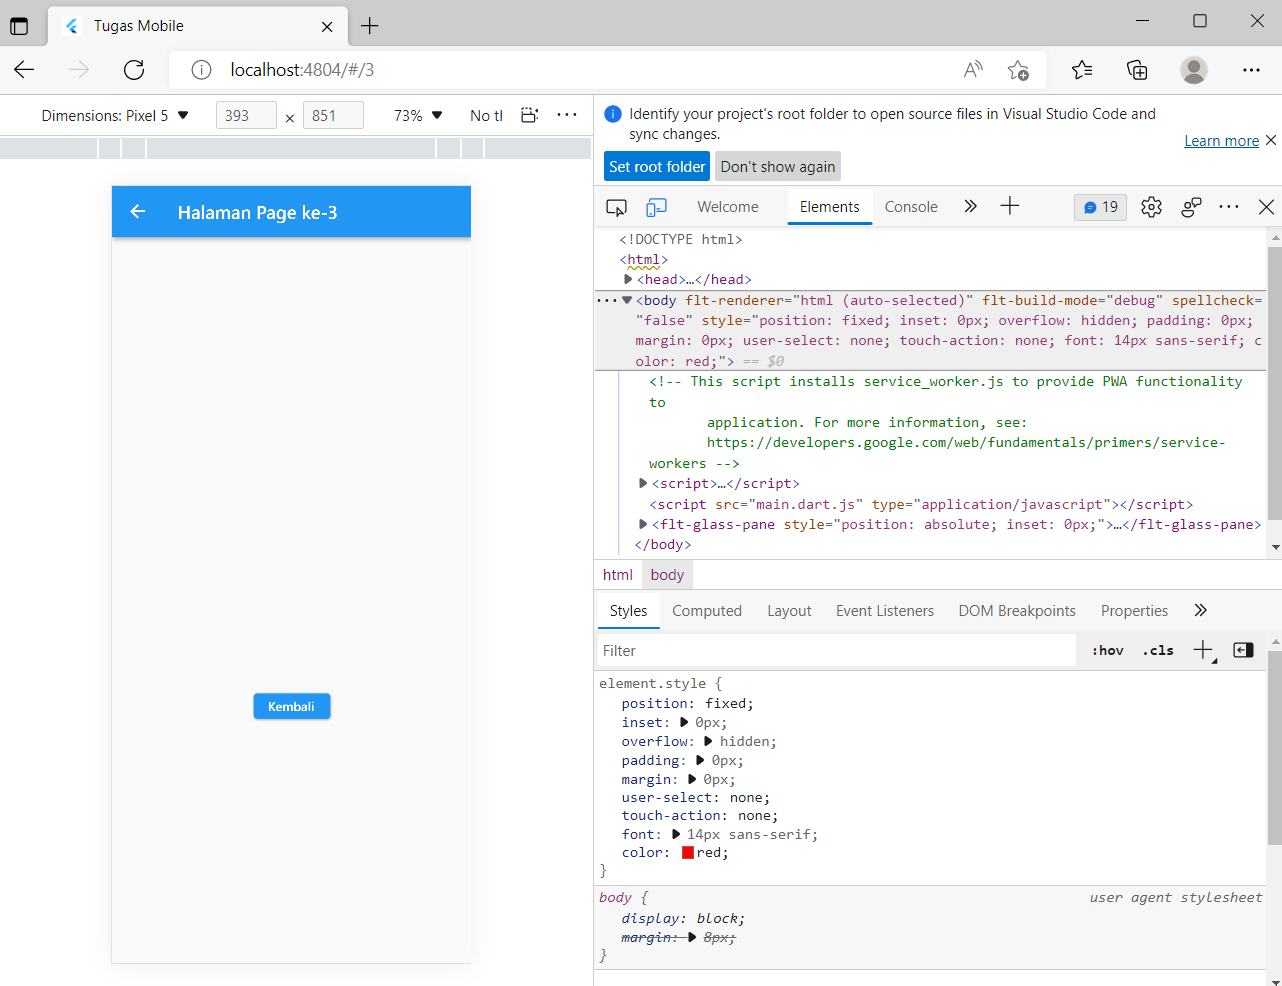 Tugas Mobile
localhost:4804/#/3
Dimensions: Pixel 5
393 × 851
73%
No tl
Halaman Page ke-3
Kembali
Identify your project's root folder to open source files in Visual Studio Code and
sync changes.
Learn more
Set root folder
Don't show again
Welcome
Elements
Console
19
<!DOCTYPE html>
<html>
<head>…</head>
<body flt-renderer="html (auto-selected)" flt-build-mode="debug" spellcheck=
"false" style="position: fixed; inset: 0px; overflow: hidden; padding: 0px;
margin: 0px; user-select: none; touch-action: none; font: 14px sans-serif; c
olor: red;"> == $0
<!-- This script installs service_worker.js to provide PWA functionality
to
application. For more information, see:
https://developers.google.com/web/fundamentals/primers/service-
workers -->
<script>…</script>
<script src="main.dart.js" type="application/javascript"></script>
<flt-glass-pane style="position: absolute; inset: 0px;">…</flt-glass-pane>
</body>
html body
Styles Computed Layout Event Listeners DOM Breakpoints Properties
Filter
:hov .cls
element.style {
position: fixed;
inset: 0px;
overflow: hidden;
padding: 0px;
margin: 0px;
user-select: none;
touch-action: none;
font: 14px sans-serif;
color: red;
}
body { user agent stylesheet
display: block;
margin: 8px;
}